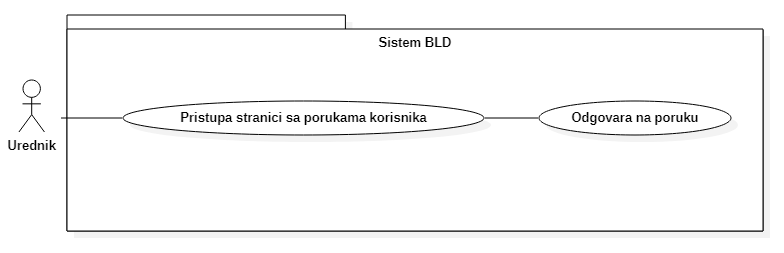 Sistem BLD
Pristupa stranici sa porukama korisnika
Odgovara na poruku
Urednik